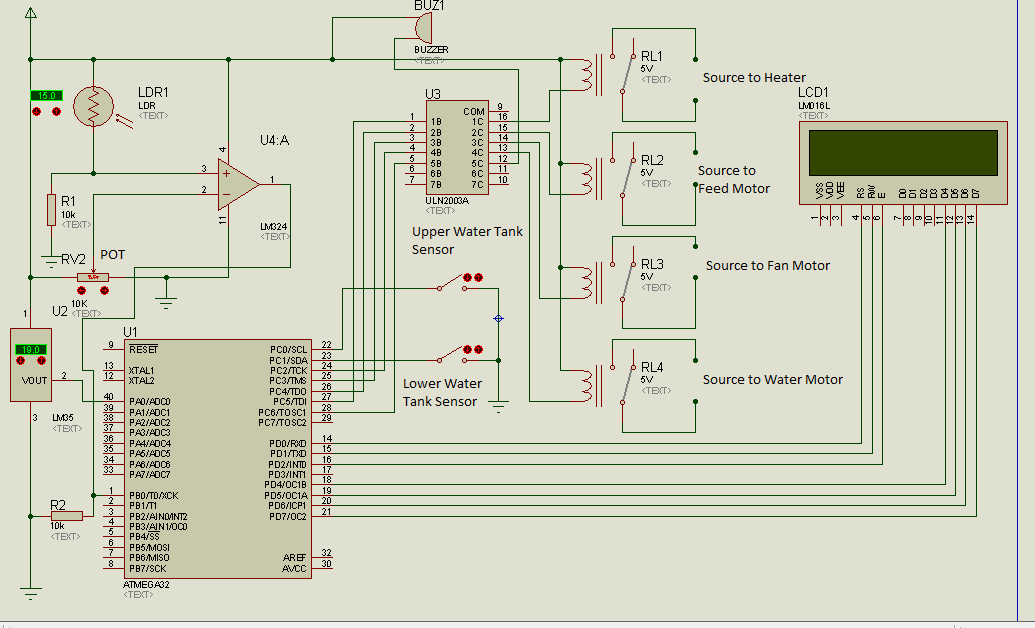 BUZ1
BUZZER
<TEXT>
15.0
LDR1
LDR
<TEXT>
U4:A
4
3
2
1
11
LM324
<TEXT>
R1
10k
<TEXT>
RV2
POT
10K
<TEXT>
U3
COM 9
1 1B 1C 16
2 2B 2C 15
3 3B 3C 14
4 4B 4C 13
5 5B 5C 12
6 6B 6C 11
7 7B 7C 10
ULN2003A
<TEXT>
RL1
5V
<TEXT>
Source to Heater
RL2
5V
<TEXT>
Source to
Feed Motor
RL3
5V
<TEXT>
Source to Fan Motor
RL4
5V
<TEXT>
Source to Water Motor
LCD1
LM016L
<TEXT>
VSS VDD VEE RS RW E D0 D1 D2 D3 D4 D5 D6 D7
1 2 3 4 5 6 7 8 9 10 11 12 13 14
Upper Water Tank
Sensor
Lower Water
Tank Sensor
U2
1
19.0
VOUT 2
3
LM35
<TEXT>
R2
10k
<TEXT>
U1
9 RESET PC0/SCL 22
PC1/SDA 23
13 XTAL1 PC2/TCK 24
12 XTAL2 PC3/TMS 25
PC4/TDO 26
40 PA0/ADC0 PC5/TDI 27
39 PA1/ADC1 PC6/TOSC1 28
38 PA2/ADC2 PC7/TOSC2 29
37 PA3/ADC3
36 PA4/ADC4 PD0/RXD 14
35 PA5/ADC5 PD1/TXD 15
34 PA6/ADC6 PD2/INT0 16
33 PA7/ADC7 PD3/INT1 17
PD4/OC1B 18
1 PB0/T0/XCK PD5/OC1A 19
2 PB1/T1 PD6/ICP1 20
3 PB2/AIN0/INT2 PD7/OC2 21
4 PB3/AIN1/OC0
5 PB4/SS
6 PB5/MOSI
7 PB6/MISO AREF 32
8 PB7/SCK AVCC 30
ATMEGA32
<TEXT>